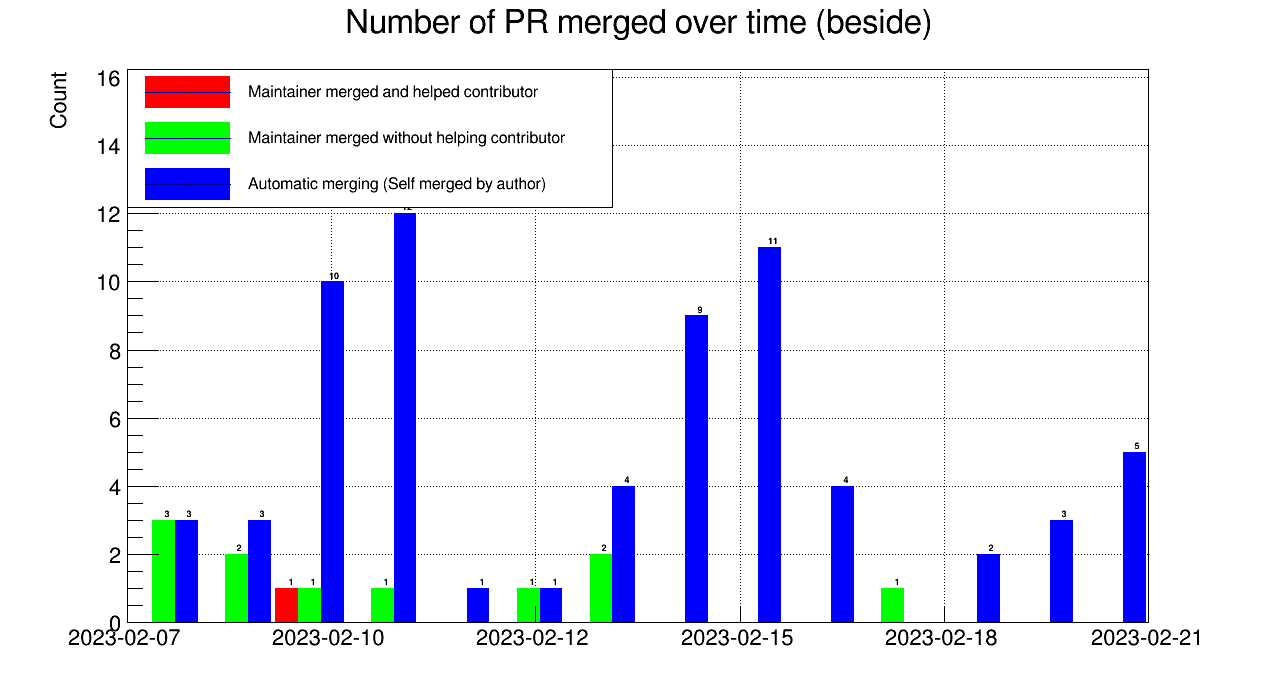 Number of PR merged over time (beside)
Count
16
14
12
10
8
6
4
2
0
Maintainer merged and helped contributor
Maintainer merged without helping contributor
Automatic merging (Self merged by author)
3 3 2 3 1 1 10 1 1 1 1 2 4 9 11 4 1 2 3 5
2023-02-07 2023-02-10 2023-02-12 2023-02-15 2023-02-18 2023-02-21